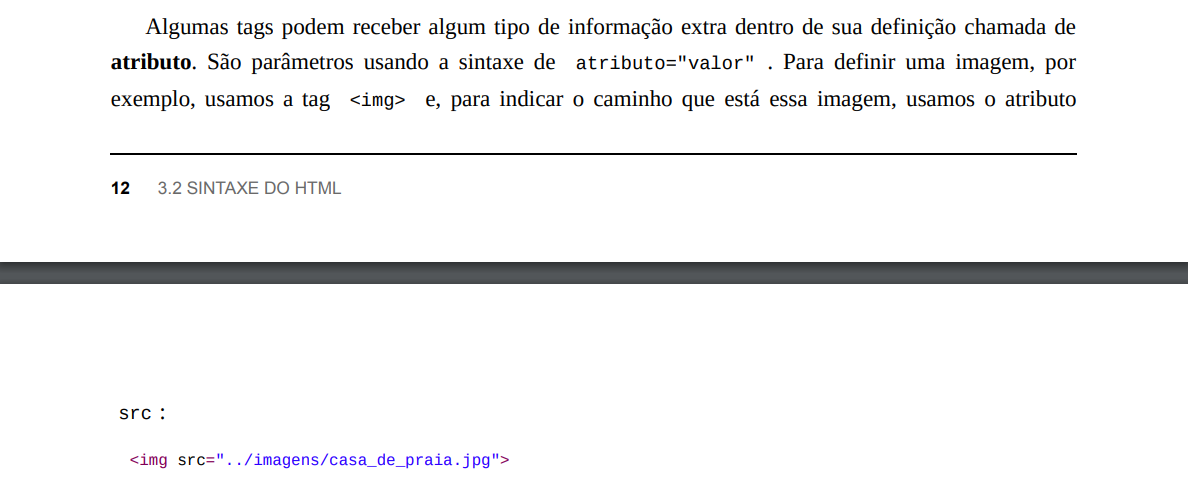 Algumas tags podem receber algum tipo de informação extra dentro de sua definição chamada de
atributo. São parâmetros usando a sintaxe de atributo="valor" . Para definir uma imagem, por
exemplo, usamos a tag <img> e, para indicar o caminho que está essa imagem, usamos o atributo
12 3.2 SINTAXE DO HTML
src :
<img src="../imagens/casa_de_praia.jpg">